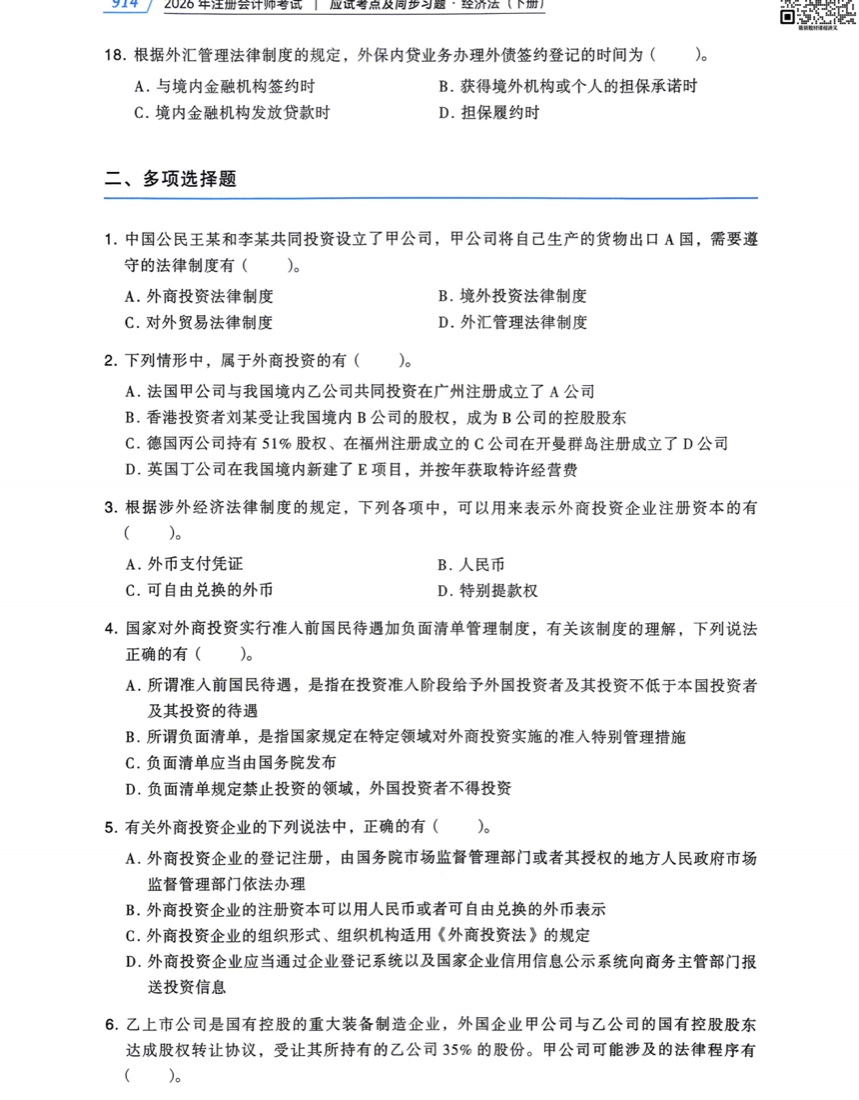 914 2026 年注册会计师考试 | 应试考点及同步习题·经济法（下册）
18. 根据外汇管理法律制度的规定，外保内贷业务办理外债签约登记的时间为（　　）。
A. 与境内金融机构签约时　　B. 获得境外机构或个人的担保承诺时
C. 境内金融机构发放贷款时　　D. 担保履约时
二、多项选择题
1. 中国公民王某和李某共同投资设立了甲公司，甲公司将自己生产的货物出口 A 国，需要遵
守的法律制度有（　　）。
A. 外商投资法律制度　　B. 境外投资法律制度
C. 对外贸易法律制度　　D. 外汇管理法律制度
2. 下列情形中，属于外商投资的有（　　）。
A. 法国甲公司与我国境内乙公司共同投资在广州注册成立了 A 公司
B. 香港投资者刘某受让我国境内 B 公司的股权，成为 B 公司的控股股东
C. 德国丙公司持有 51% 股权、在福州注册成立的 C 公司在开曼群岛注册成立了 D 公司
D. 英国丁公司在我国境内新建了 E 项目，并按年获取特许经营费
3. 根据涉外经济法律制度的规定，下列各项中，可以用来表示外商投资企业注册资本的有
（　　）。
A. 外币支付凭证　　B. 人民币
C. 可自由兑换的外币　　D. 特别提款权
4. 国家对外商投资实行准入前国民待遇加负面清单管理制度，有关该制度的理解，下列说法
正确的有（　　）。
A. 所谓准入前国民待遇，是指在投资准入阶段给予外国投资者及其投资不低于本国投资者
及其投资的待遇
B. 所谓负面清单，是指国家规定在特定领域对外商投资实施的准入特别管理措施
C. 负面清单应当由国务院发布
D. 负面清单规定禁止投资的领域，外国投资者不得投资
5. 有关外商投资企业的下列说法中，正确的有（　　）。
A. 外商投资企业的登记注册，由国务院市场监督管理部门或者其授权的地方人民政府市场
监督管理部门依法办理
B. 外商投资企业的注册资本可以用人民币或者可自由兑换的外币表示
C. 外商投资企业的组织形式、组织机构适用《外商投资法》的规定
D. 外商投资企业应当通过企业登记系统以及国家企业信用信息公示系统向商务主管部门报
送投资信息
6. 乙上市公司是国有控股的重大装备制造企业，外国企业甲公司与乙公司的国有控股股东
达成股权转让协议，受让其所持有的乙公司 35% 的股份。甲公司可能涉及的法律程序有
（　　）。